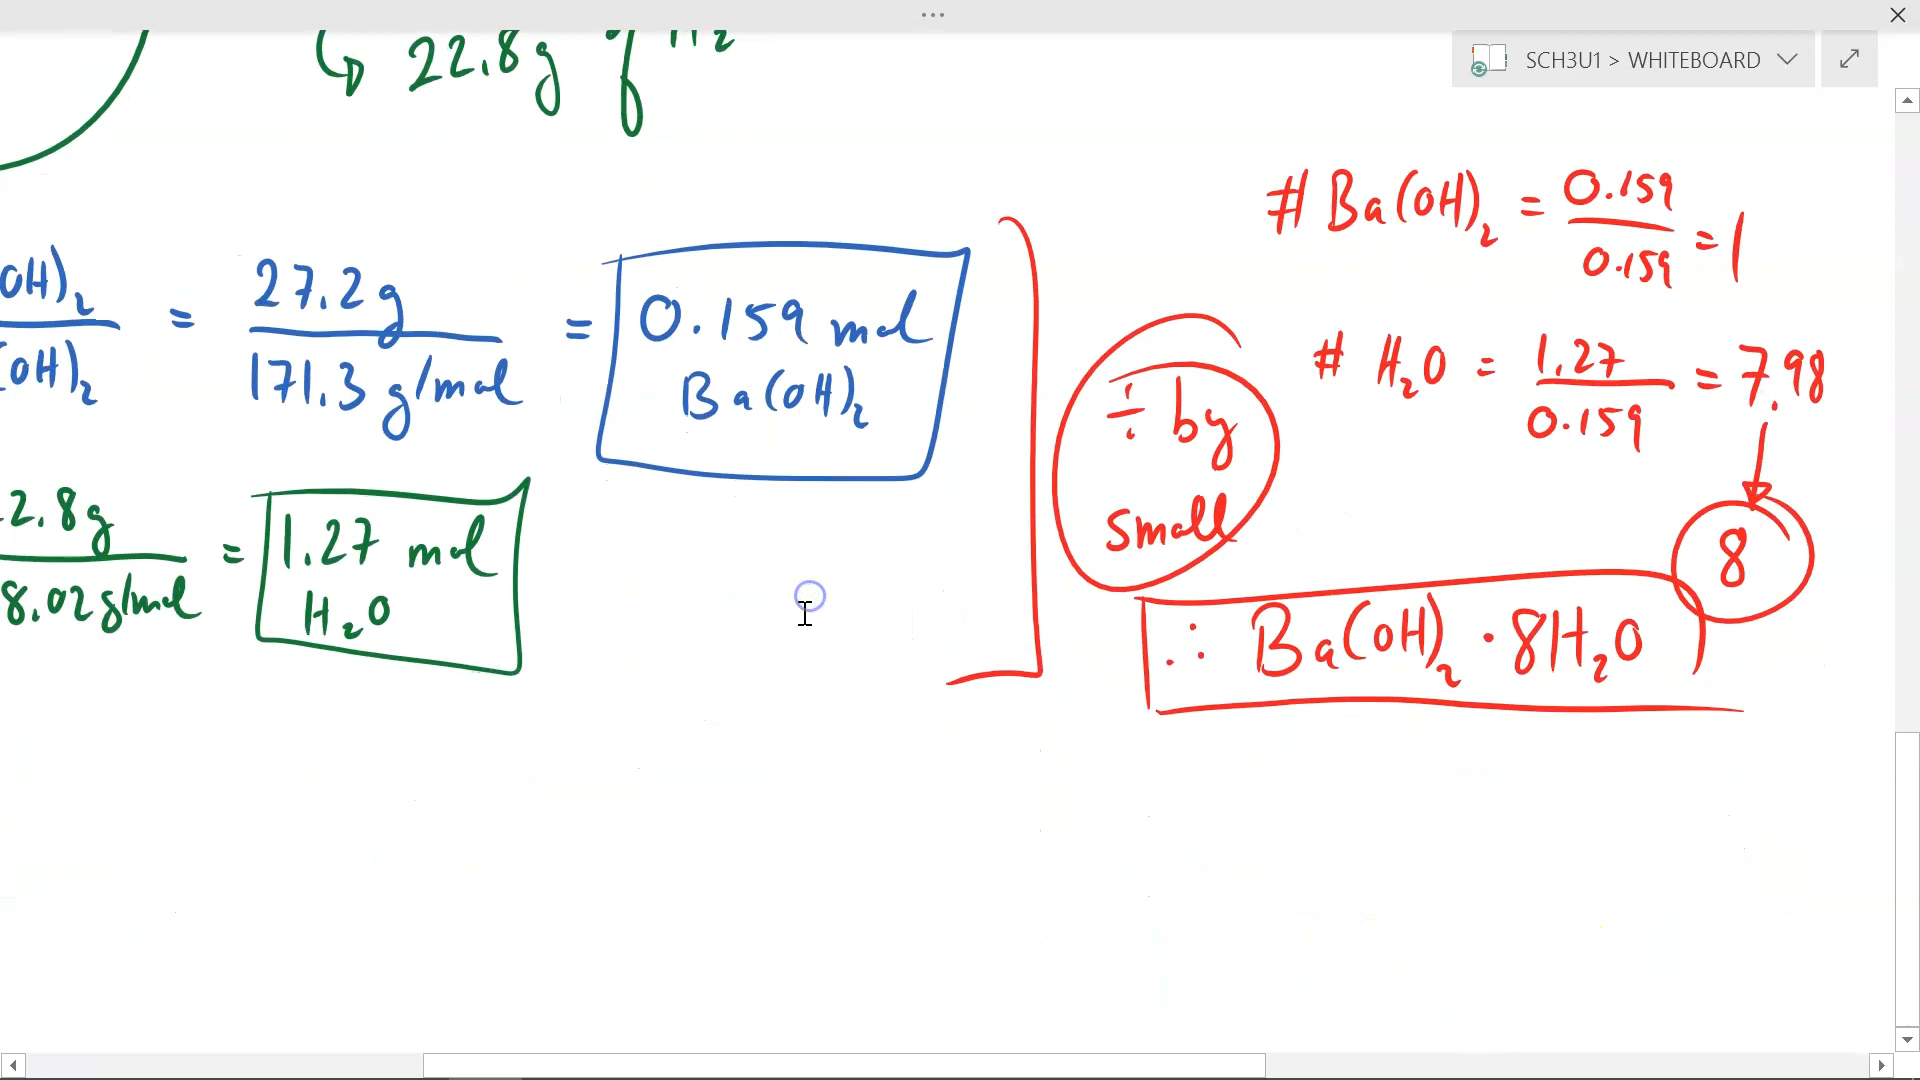 SCH3U1 > WHITEBOARD
↳ 22.8g of H₂
OH)₂ = 27.2g / 171.3 g/mol = 0.159 mol
(OH)₂
Ba(OH)₂
2.8g / 8.02 g/mol = 1.27 mol
H₂O
÷ by
small
# Ba(OH)₂ = 0.159 / 0.159 = 1
# H₂O = 1.27 / 0.159 = 7.98
8
∴ Ba(OH)₂ · 8H₂O